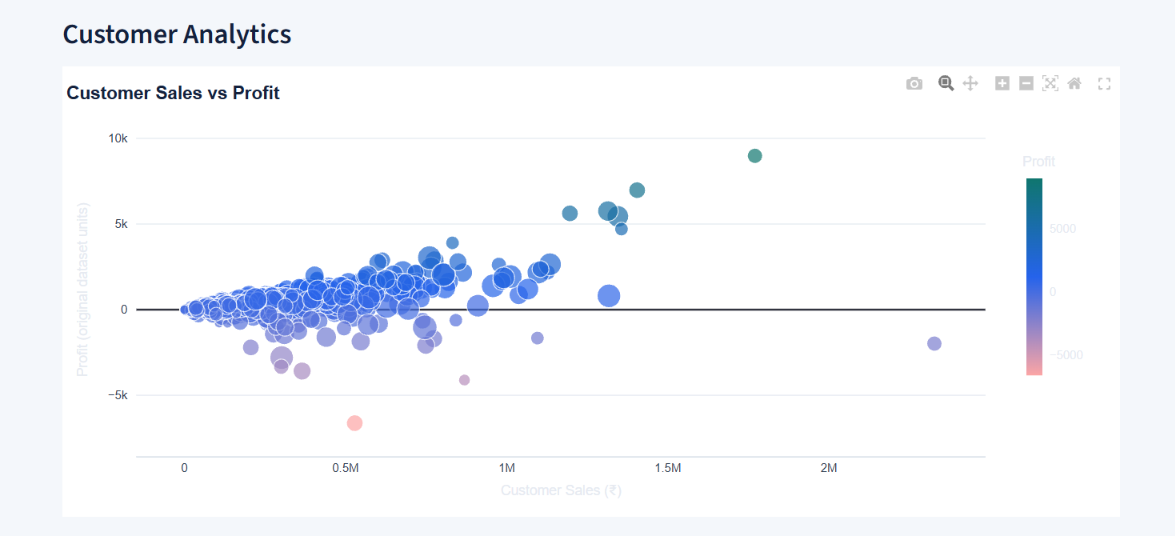 Customer Analytics
Customer Sales vs Profit
10k
5k
0
−5k
Profit (original dataset units)
0
0.5M
1M
1.5M
2M
Customer Sales (₹)
Profit
5000
0
−5000